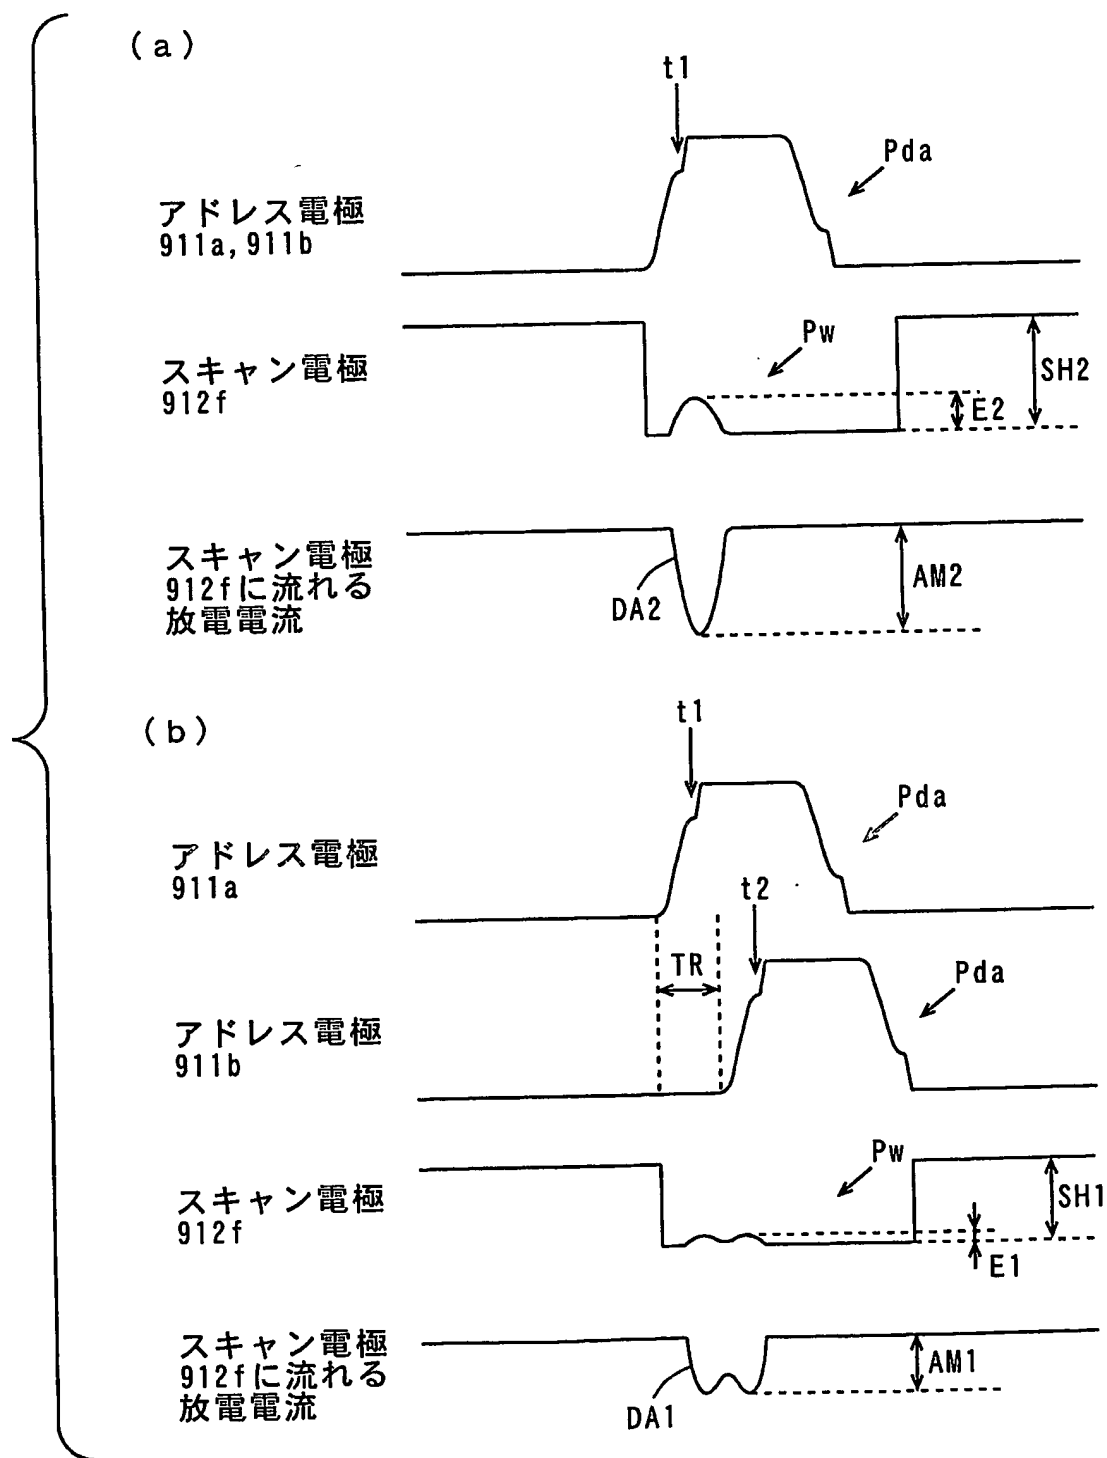 (a)
t1
Pda
アドレス電極
911a, 911b
Pw
SH2
スキャン電極
912f
E2
スキャン電極
912fに流れる
放電電流
DA2
AM2
(b)
t1
Pda
アドレス電極
911a
t2
TR
Pda
アドレス電極
911b
Pw
スキャン電極
912f
SH1
E1
スキャン電極
912fに流れる
放電電流
DA1
AM1